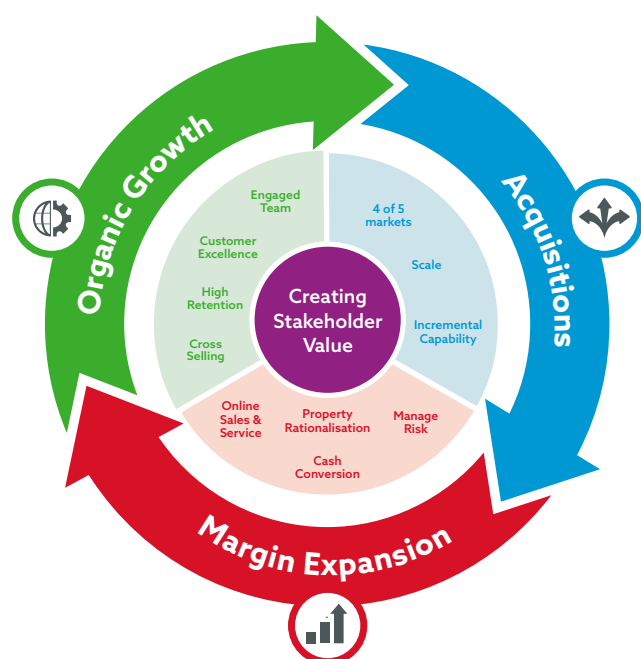 Organic Growth
Acquisitions
Margin Expansion
Engaged
Team
Customer
Excellence
High
Retention
Cross
Selling
4 of 5
markets
Scale
Incremental
Capability
Creating
Stakeholder
Value
Online
Sales &
Service
Property
Rationalisation
Manage
Risk
Cash
Conversion